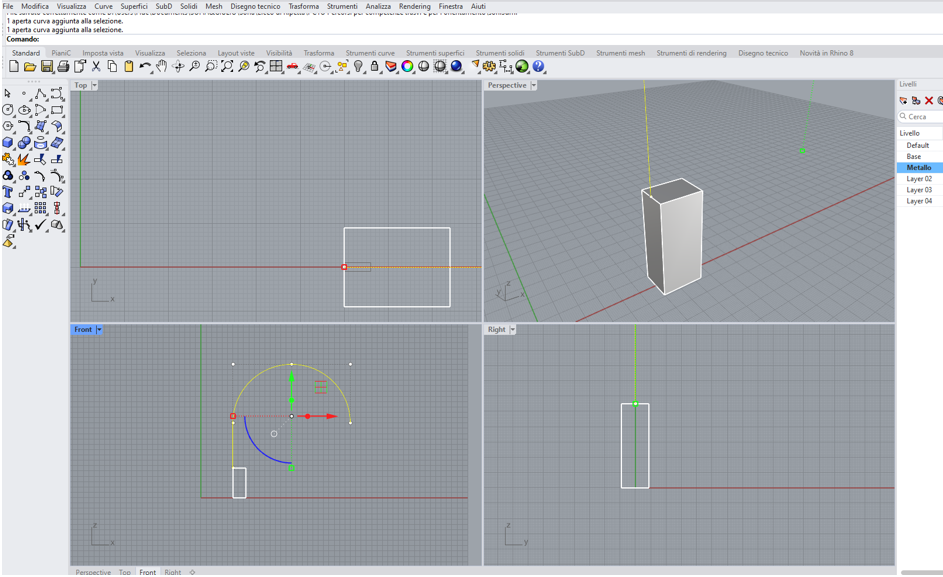 File Modifica Visualizza Curve Superfici SubD Solidi Mesh Disegno tecnico Trasforma Strumenti Analizza Rendering Finestra Aiuti
1 aperta curva aggiunta alla selezione.
1 aperta curva aggiunta alla selezione.
Comando:
Standard PianiC Imposta vista Visualizza Seleziona Layout viste Visibilità Trasforma Strumenti curve Strumenti superfici Strumenti solidi Strumenti SubD Strumenti mesh Strumenti di rendering Disegno tecnico Novità in Rhino 8
Top
Perspective
Livelli
Cerca
Livello
Default
Base
Metallo
Layer 02
Layer 03
Layer 04
y
x
z
y
x
Front
Right
z
x
z
y
Perspective Top Front Right